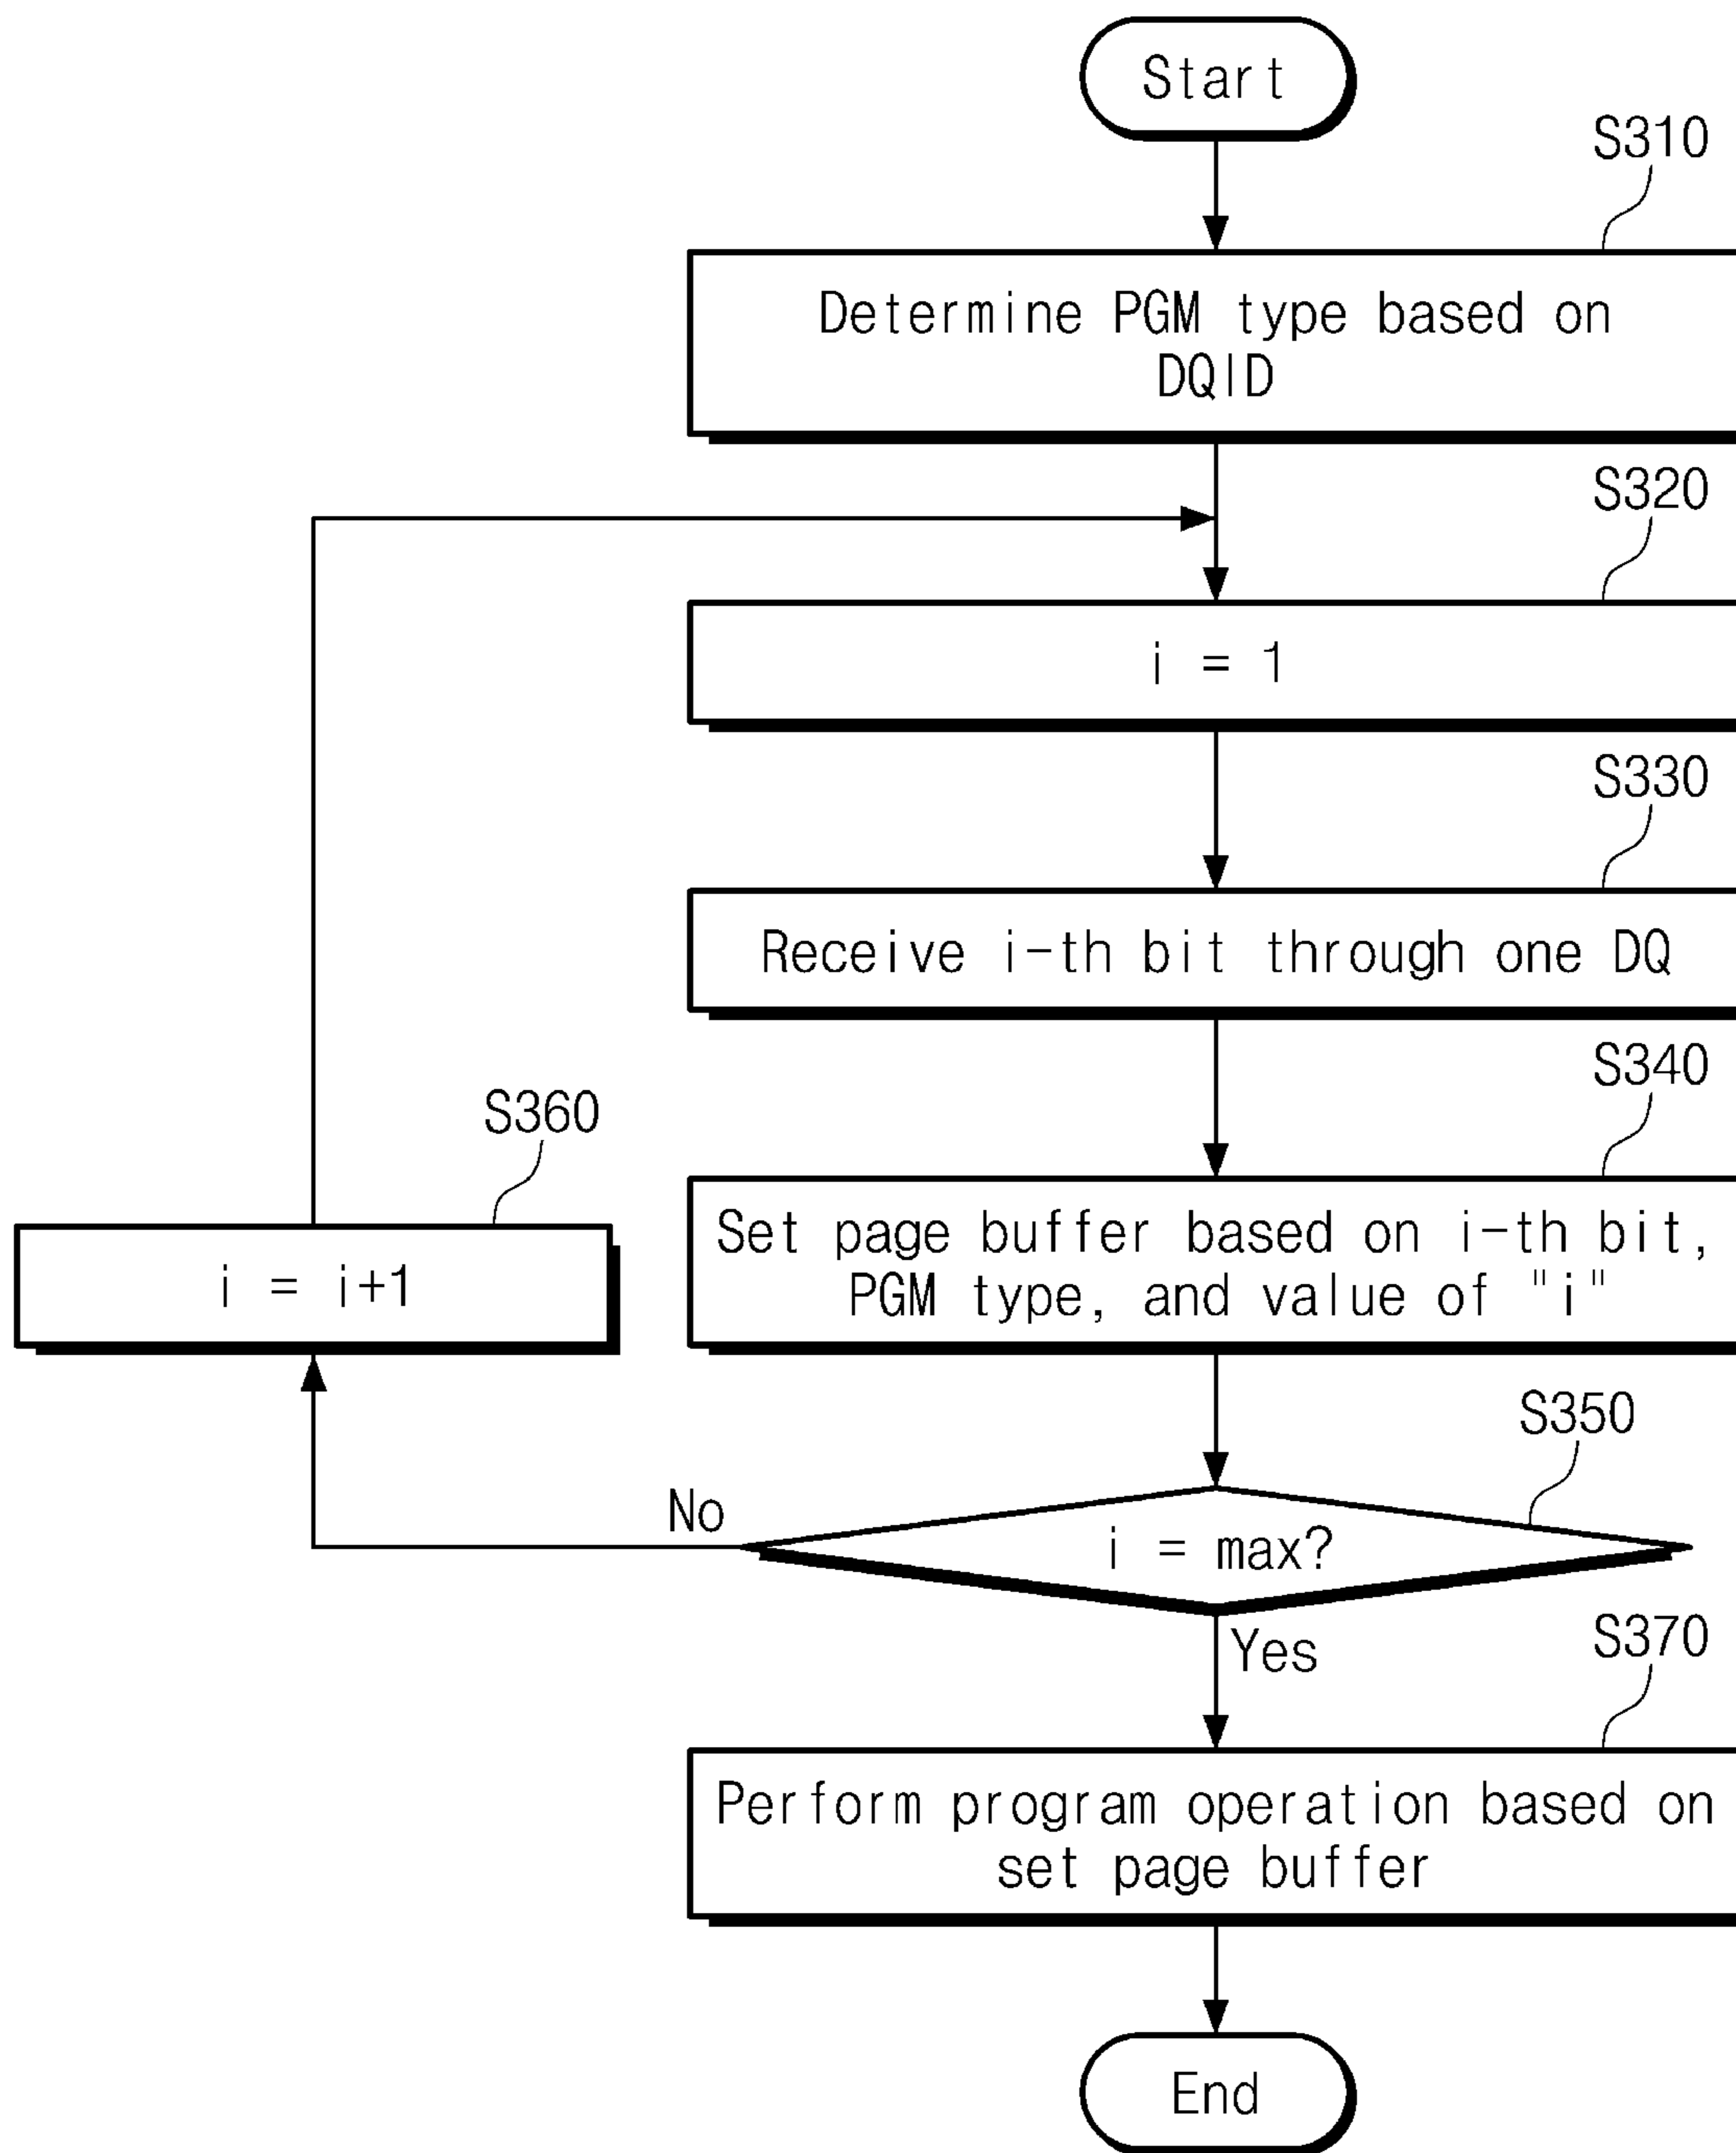 Start
S310
Determine PGM type based on
DQID
S320
i = 1
S330
Receive i-th bit through one DQ
S340
Set page buffer based on i-th bit,
PGM type, and value of "i"
S360
i = i+1
S350
i = max?
No
Yes
S370
Perform program operation based on
set page buffer
End